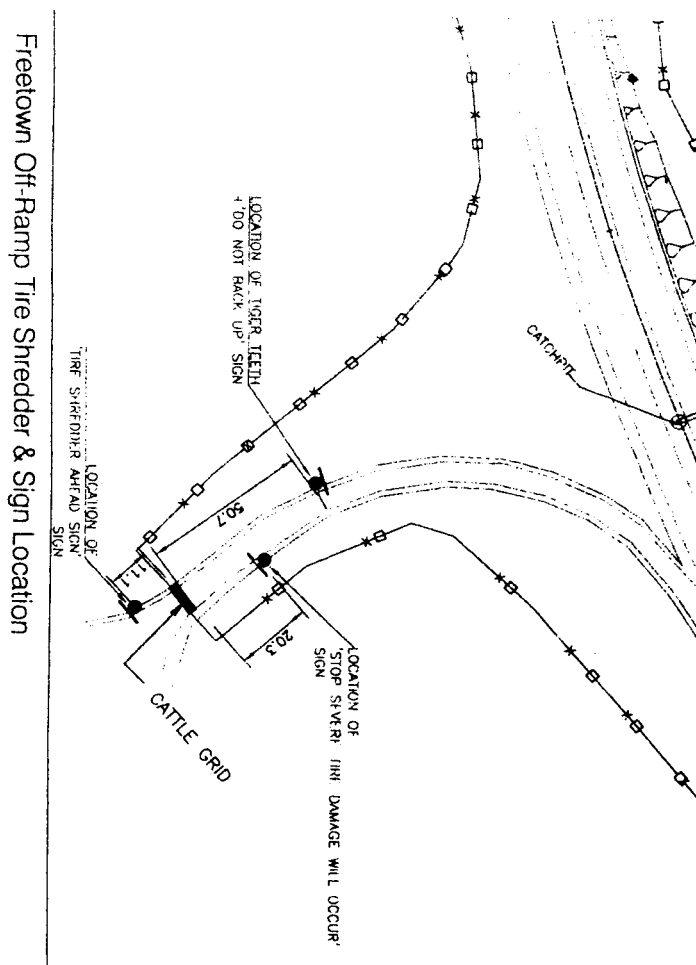 LOCATION OF TIGER TEETH
+ 'DO NOT BACK UP' SIGN
CATCHPIT
50.7
11.1
20.3
LOCATION OF
'TIRE SHREDDER AHEAD SIGN'
SIGN
LOCATION OF
'STOP SEVERE TIRE DAMAGE WILL OCCUR'
SIGN
CATTLE GRID
Freetown Off-Ramp Tire Shredder & Sign Location